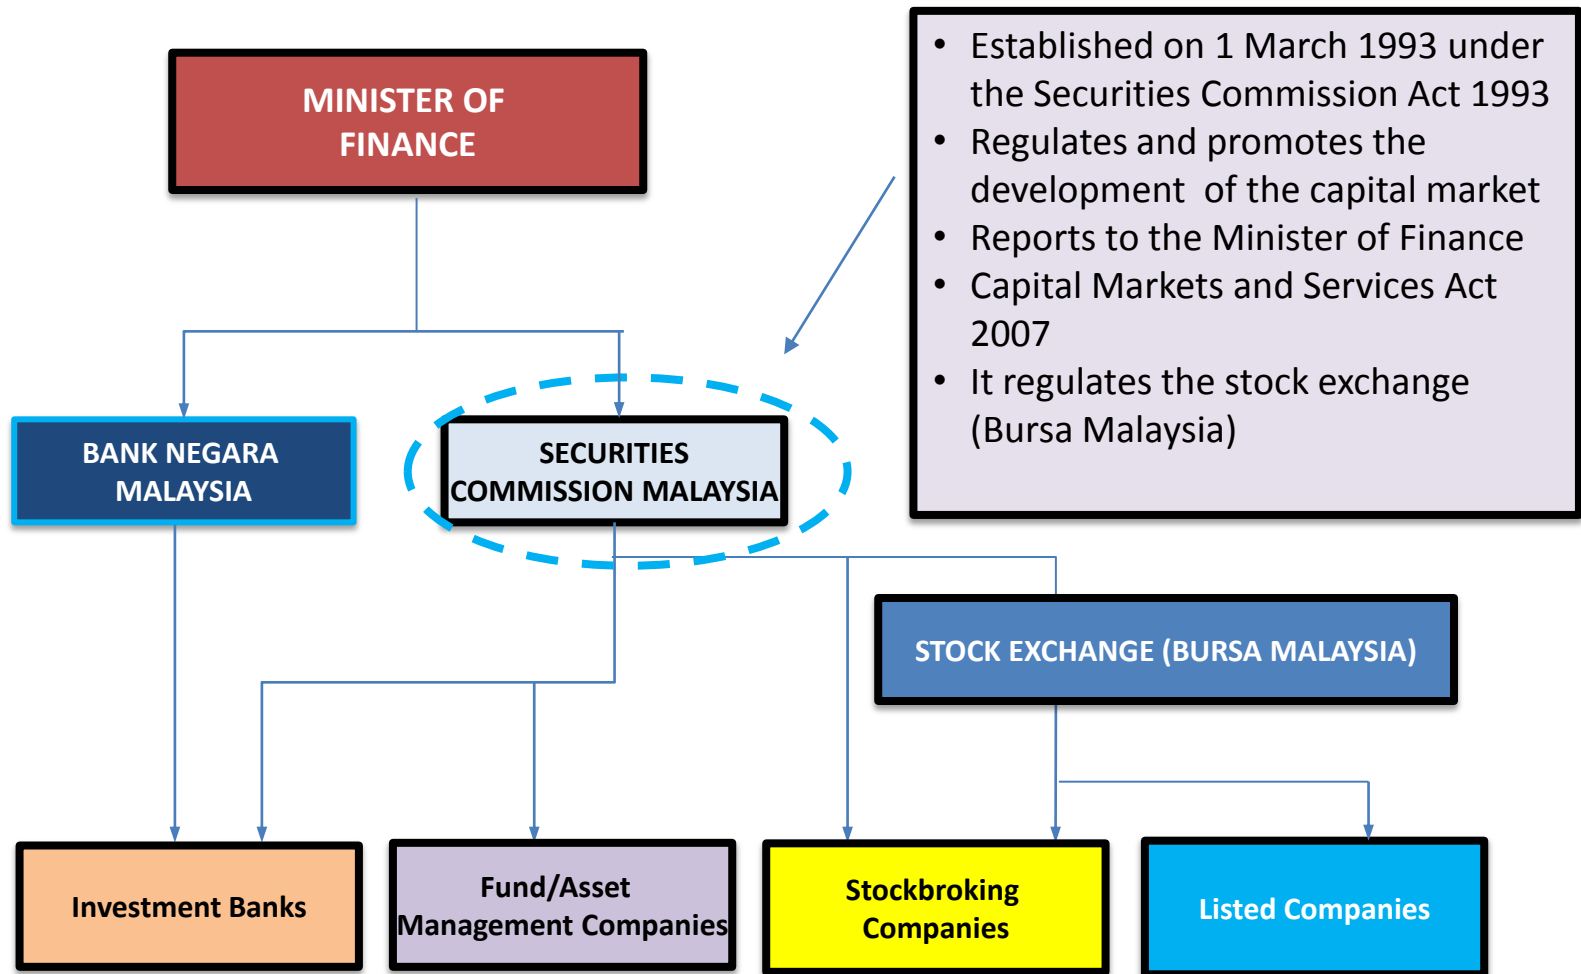 MINISTER OF
FINANCE
• Established on 1 March 1993 under
the Securities Commission Act 1993
• Regulates and promotes the
development of the capital market
• Reports to the Minister of Finance
• Capital Markets and Services Act
2007
• It regulates the stock exchange
(Bursa Malaysia)
BANK NEGARA
MALAYSIA
SECURITIES
COMMISSION MALAYSIA
STOCK EXCHANGE (BURSA MALAYSIA)
Investment Banks
Fund/Asset
Management Companies
Stockbroking
Companies
Listed Companies